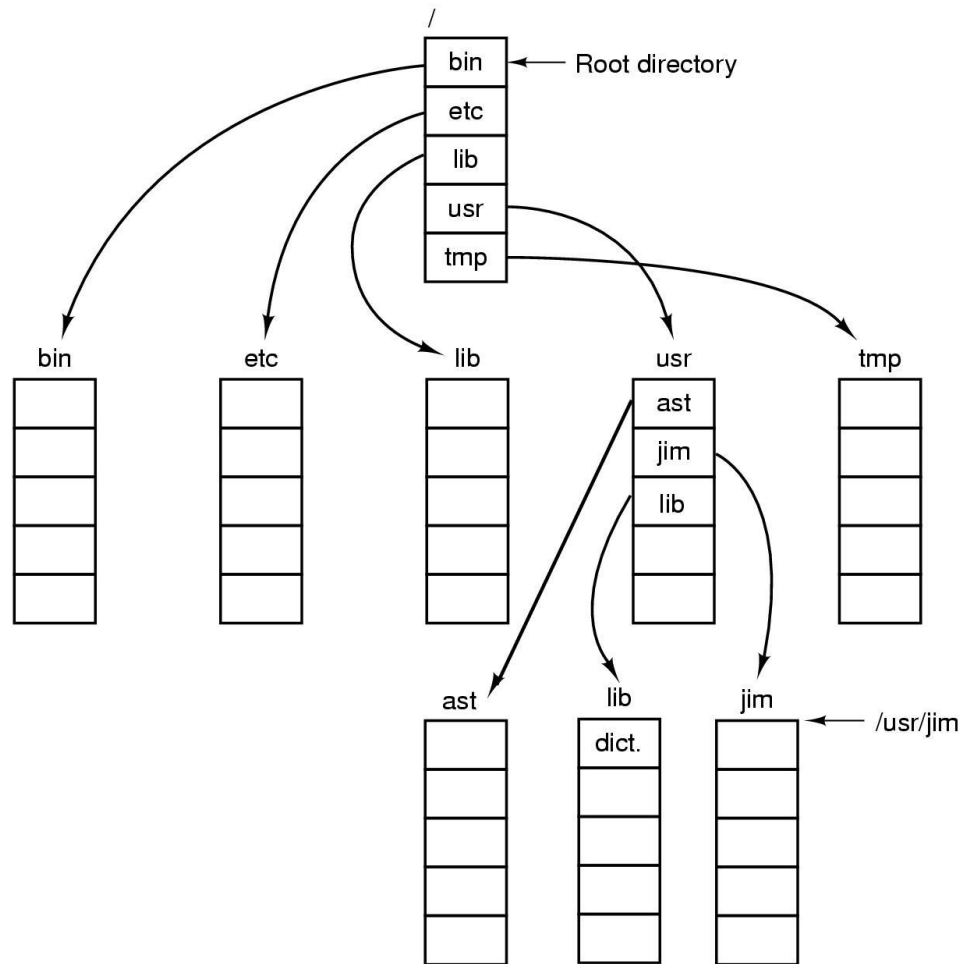 /
bin
Root directory
etc
lib
usr
tmp
bin
etc
lib
usr
tmp
ast
jim
lib
ast
lib
jim
/usr/jim
dict.